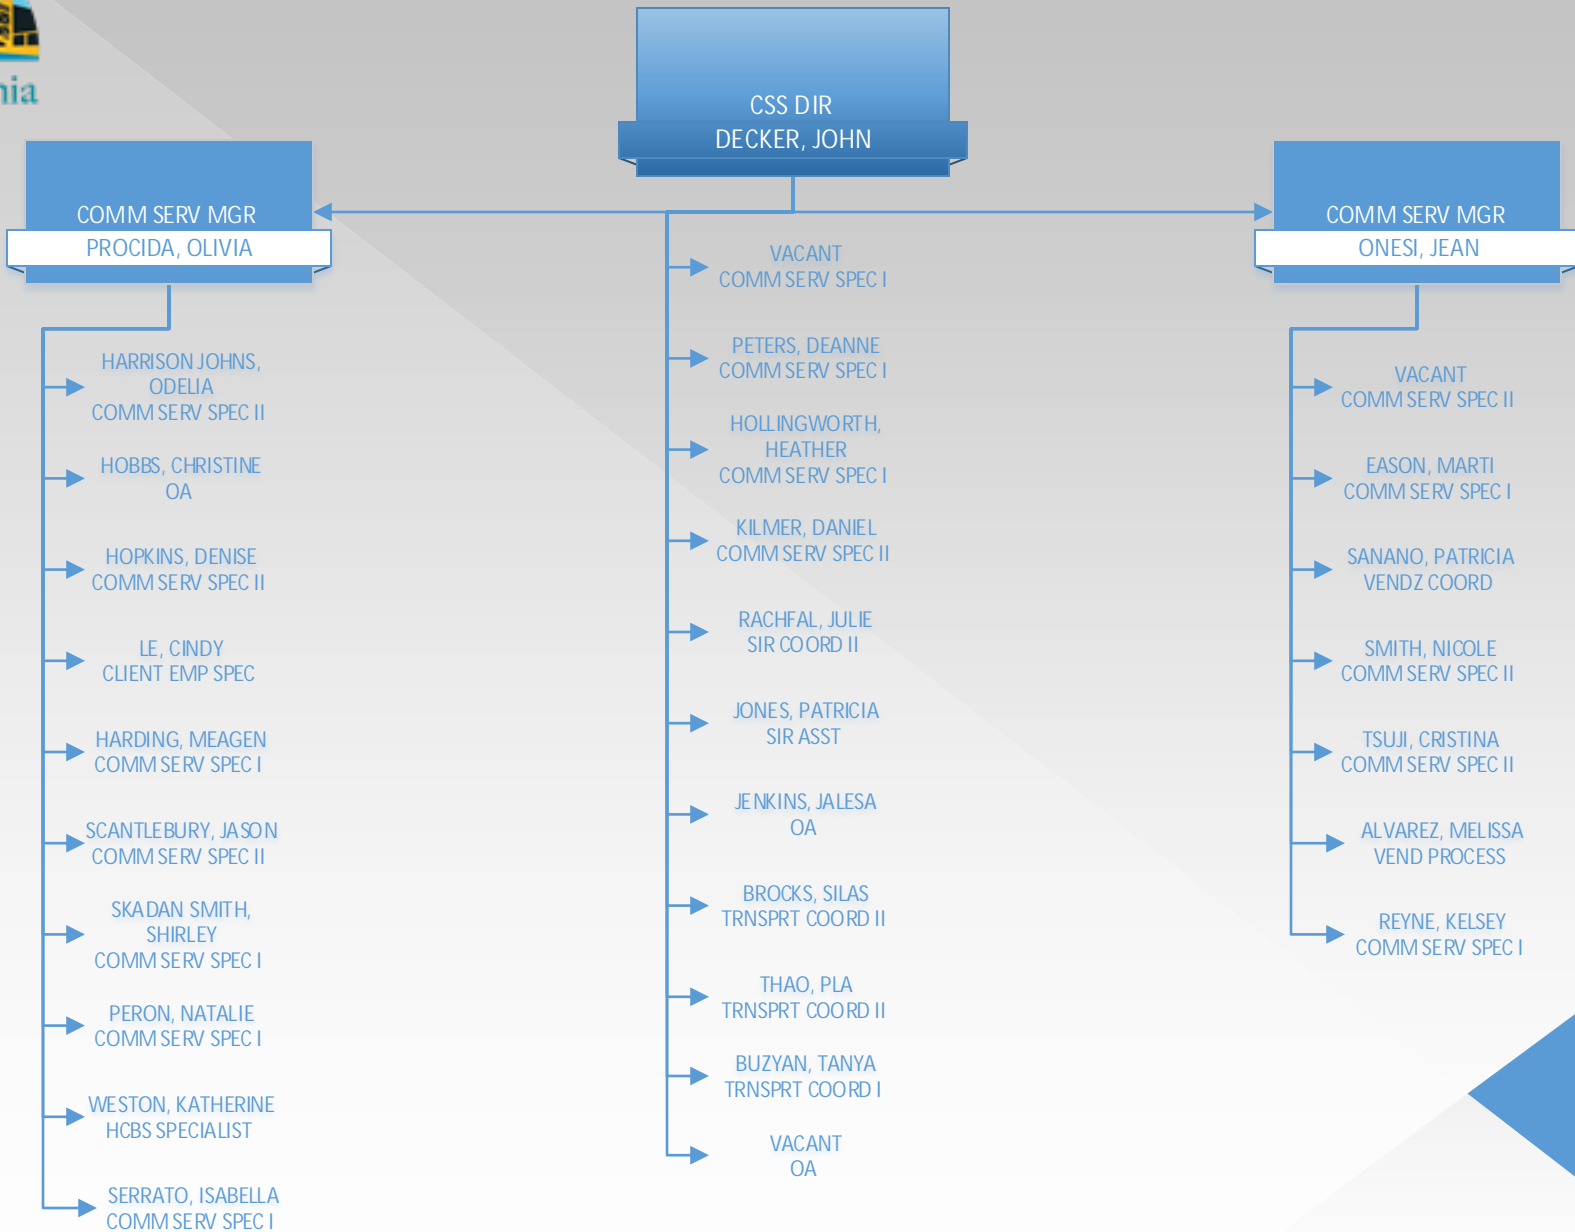 nia
CSS DIR
DECKER, JOHN
COMM SERV MGR
PROCIDA, OLIVIA
HARRISON JOHNS,
ODELIA
COMM SERV SPEC II
HOBBS, CHRISTINE
OA
HOPKINS, DENISE
COMM SERV SPEC II
LE, CINDY
CLIENT EMP SPEC
HARDING, MEAGEN
COMM SERV SPEC I
SCANTLEBURY, JASON
COMM SERV SPEC II
SKADAN SMITH,
SHIRLEY
COMM SERV SPEC I
PERON, NATALIE
COMM SERV SPEC I
WESTON, KATHERINE
HCBS SPECIALIST
SERRATO, ISABELLA
COMM SERV SPEC I
VACANT
COMM SERV SPEC I
PETERS, DEANNE
COMM SERV SPEC I
HOLLINGWORTH,
HEATHER
COMM SERV SPEC I
KILMER, DANIEL
COMM SERV SPEC II
RACHFAL, JULIE
SIR COORD II
JONES, PATRICIA
SIR ASST
JENKINS, JALESA
OA
BROCKS, SILAS
TRNSPRT COORD II
THAO, PLA
TRNSPRT COORD II
BUZYAN, TANYA
TRNSPRT COORD I
VACANT
OA
COMM SERV MGR
ONESI, JEAN
VACANT
COMM SERV SPEC II
EASON, MARTI
COMM SERV SPEC I
SANANO, PATRICIA
VENDZ COORD
SMITH, NICOLE
COMM SERV SPEC II
TSUJI, CRISTINA
COMM SERV SPEC II
ALVAREZ, MELISSA
VEND PROCESS
REYNE, KELSEY
COMM SERV SPEC I